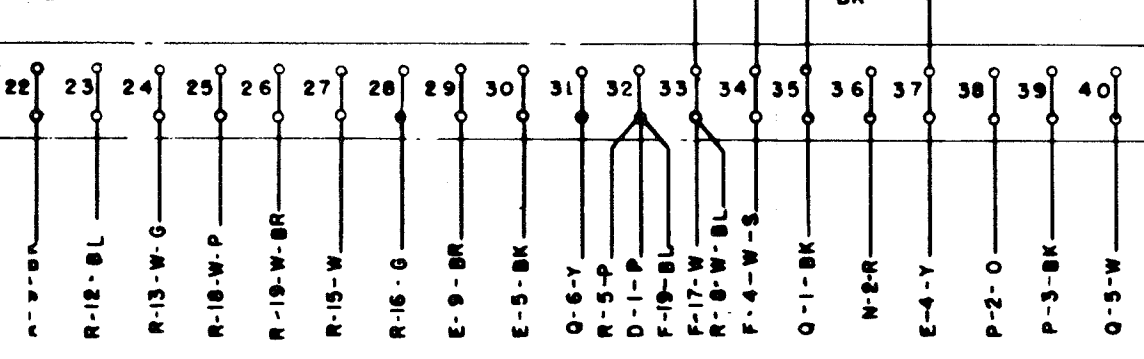 BK
22 23 24 25 26 27 28 29 30 31 32 33 34 35 36 37 38 39 40
R-12-BL
R-13-W-G
R-18-W-P
R-19-W-BR
R-15-W
R-16-G
E-9-BR
E-5-BK
Q-6-Y
R-5-P
D-1-P
F-19-BL
F-17-W
R-8-W-BL
F-4-W-S
Q-1-BK
N-2-R
E-4-Y
P-2-O
P-3-BK
Q-5-W